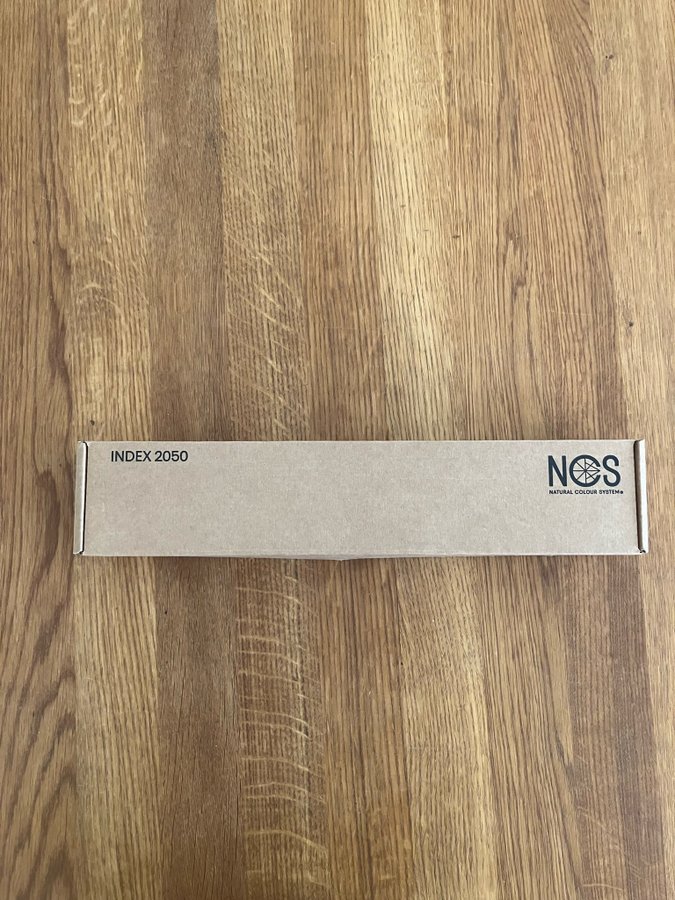 INDEX 2050
NCS
NATURAL COLOUR SYSTEM®